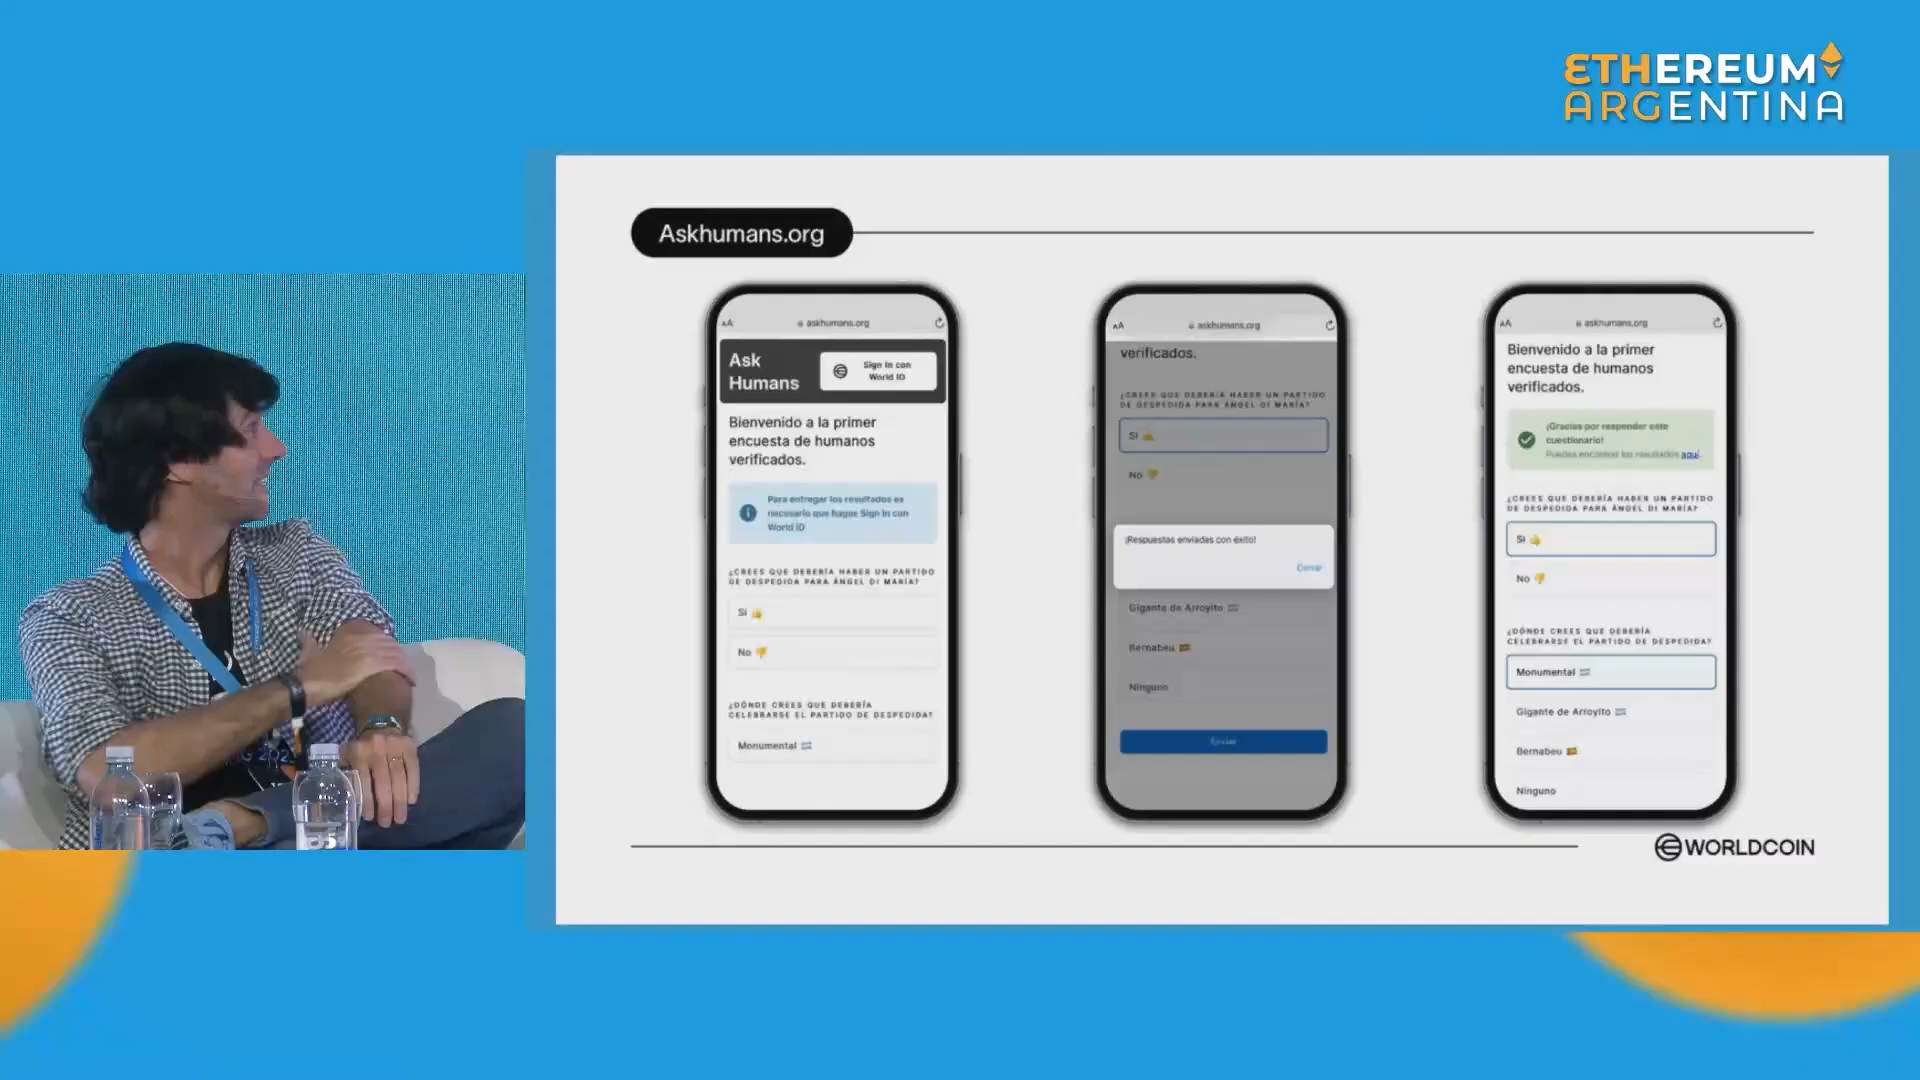 ETHEREUM
ARGENTINA
Askhumans.org
AA
askhumans.org
Ask
Humans
Sign In con
World ID
Bienvenido a la primer
encuesta de humanos
verificados.
Para entregar los resultados es
necesario que hagas Sign In con
World ID
¿CREES QUE DEBERÍA HABER UN PARTIDO
DE DESPEDIDA PARA ÁNGEL DI MARÍA?
Si 👍
No 👎
¿DÓNDE CREES QUE DEBERÍA
CELEBRARSE EL PARTIDO DE DESPEDIDA?
Monumental
AA
askhumans.org
verificados.
¿CREES QUE DEBERÍA HABER UN PARTIDO
DE DESPEDIDA PARA ÁNGEL DI MARÍA?
Si 👍
No 👎
¡Respuestas enviadas con éxito!
Cerrar
Gigante de Arroyito
Bernabeu
Ninguno
Enviar
AA
askhumans.org
Bienvenido a la primer
encuesta de humanos
verificados.
¡Gracias por responder este
cuestionario!
Puedes encontrar los resultados aquí.
¿CREES QUE DEBERÍA HABER UN PARTIDO
DE DESPEDIDA PARA ÁNGEL DI MARÍA?
Si 👍
No 👎
¿DÓNDE CREES QUE DEBERÍA
CELEBRARSE EL PARTIDO DE DESPEDIDA?
Monumental
Gigante de Arroyito
Bernabeu
Ninguno
WORLDCOIN